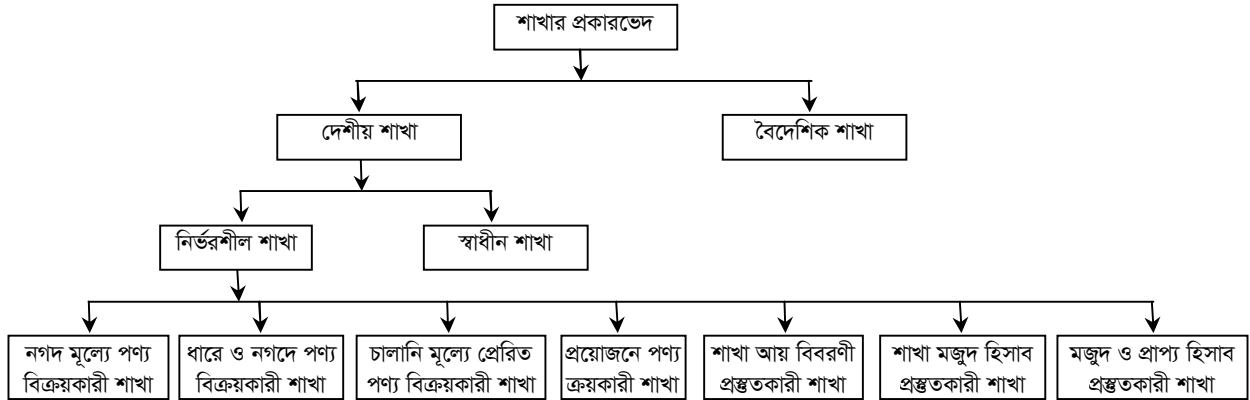 শাখার প্রকারভেদ
দেশীয় শাখা
বৈদেশিক শাখা
নির্ভরশীল শাখা
স্বাধীন শাখা
নগদ মূল্যে পণ্য
বিক্রয়কারী শাখা
ধারে ও নগদে পণ্য
বিক্রয়কারী শাখা
চালানি মূল্যে প্রেরিত
পণ্য বিক্রয়কারী শাখা
প্রয়োজনে পণ্য
ক্রয়কারী শাখা
শাখা আয় বিবরণী
প্রস্তুতকারী শাখা
শাখা মজুদ হিসাব
প্রস্তুতকারী শাখা
মজুদ ও প্রাপ্য হিসাব
প্রস্তুতকারী শাখা